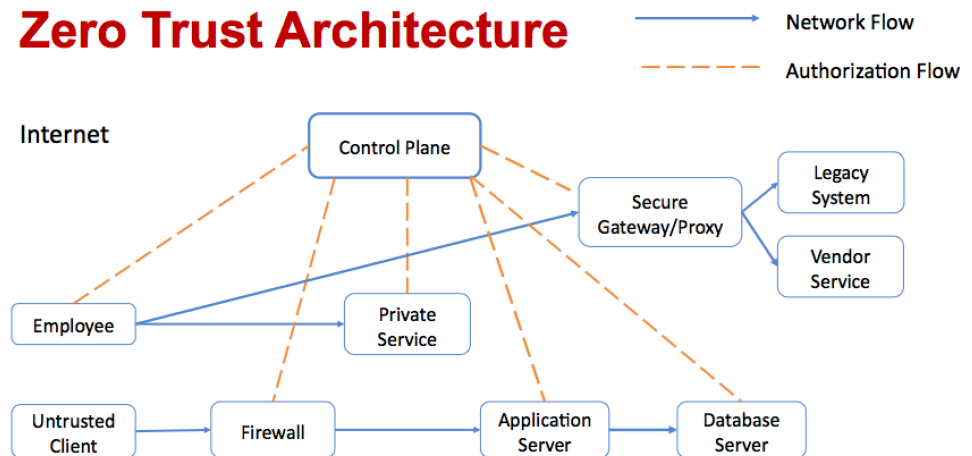 Zero Trust Architecture
Network Flow
Authorization Flow
Internet
Control Plane
Legacy
System
Secure
Gateway/Proxy
Vendor
Service
Employee
Private
Service
Untrusted
Client
Firewall
Application
Server
Database
Server